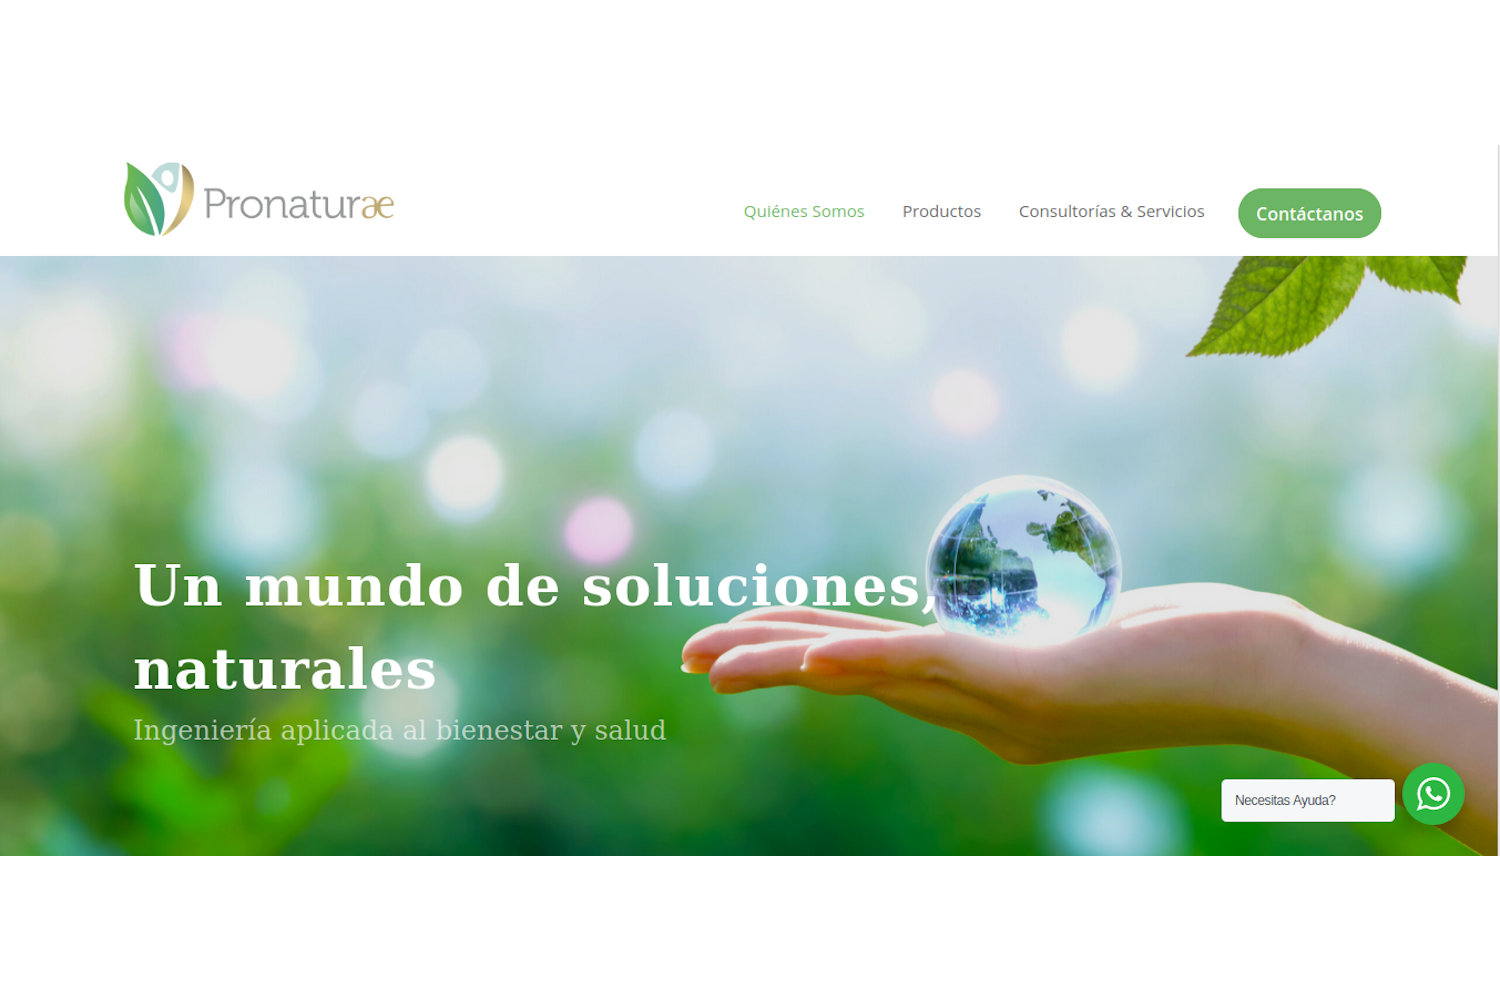 Pronaturae
Quiénes Somos
Productos
Consultorías & Servicios
Contáctanos
Un mundo de soluciones,
naturales
Ingeniería aplicada al bienestar y salud
Necesitas Ayuda?